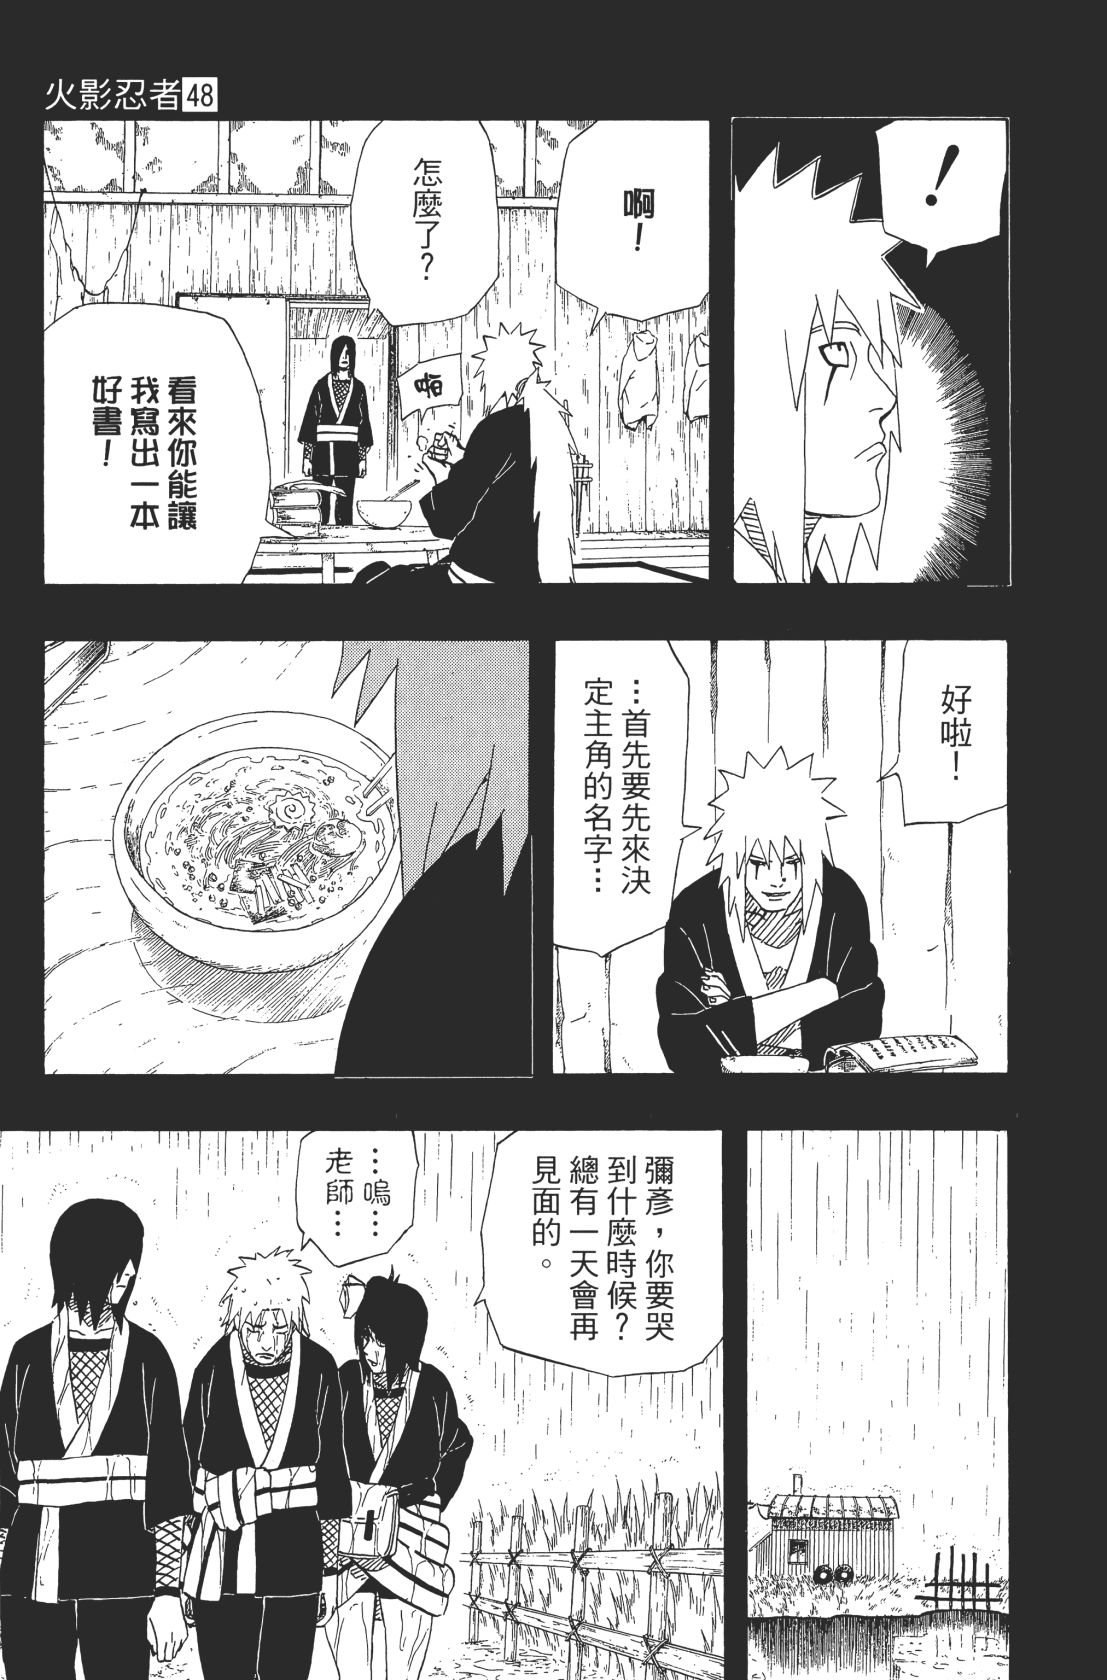 火影忍者48
！
啊！
怎麼了？
啪
看來你能讓
我寫出一本
好書！
好啦！
…首先要先來決
定主角的名字…
彌彥，你要哭
到什麼時候？
總有一天會再
見面的。
…嗚…
老師…